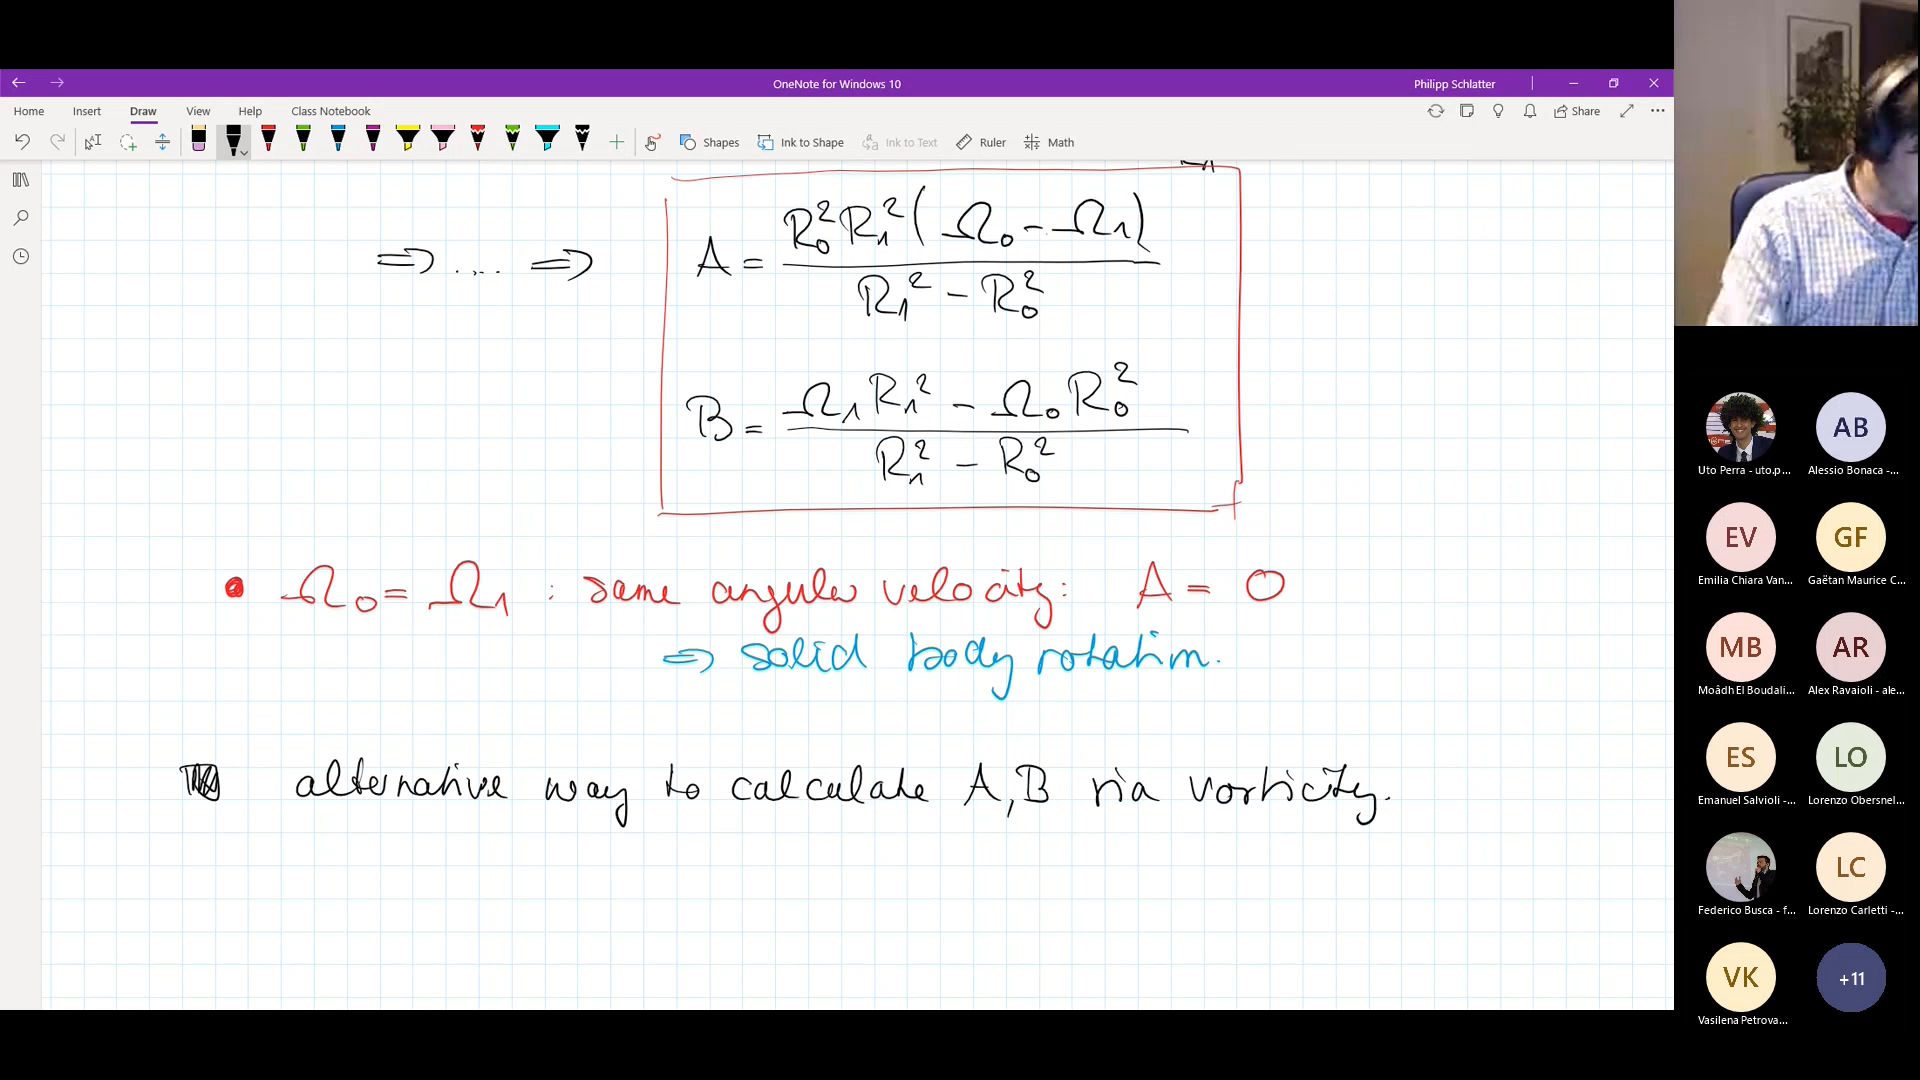 OneNote for Windows 10
Philipp Schlatter
Home Insert Draw View Help Class Notebook
Share
Shapes Ink to Shape Ink to Text Ruler Math
⇒ .... ⇒ A = R₀²R₁²(Ω₀ - Ω₁) / R₁² - R₀²
B = Ω₁R₁² - Ω₀R₀² / R₁² - R₀²
• Ω₀ = Ω₁ : same angular velocity: A = 0
⇒ solid body rotation.
alternative way to calculate A, B via vorticity.
AB
Uto Perra - uto.p... Alessio Bonaca -...
EV GF
Emilia Chiara Van... Gaëtan Maurice C...
MB AR
Moâdh El Boudali... Alex Ravaioli - ale...
ES LO
Emanuel Salvioli -... Lorenzo Obersnel...
LC
Federico Busca - f... Lorenzo Carletti -...
VK +11
Vasilena Petrova...